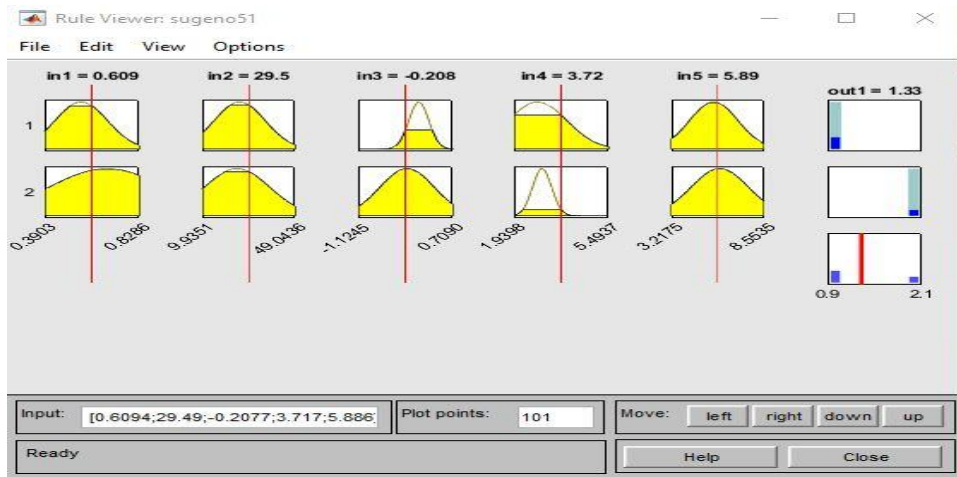 Rule Viewer: sugeno51
File Edit View Options
in1 = 0.609 in2 = 29.5 in3 = -0.208 in4 = 3.72 in5 = 5.89
out1 = 1.33
1
2
0.3903 0.8286 9.9351 49.0436 -1.1245 0.7090 1.9398 5.4937 3.2175 8.5535
0.9 2.1
Input: [0.6094;29.49;-0.2077;3.717;5.886] Plot points: 101 Move: left right down up
Ready Help Close